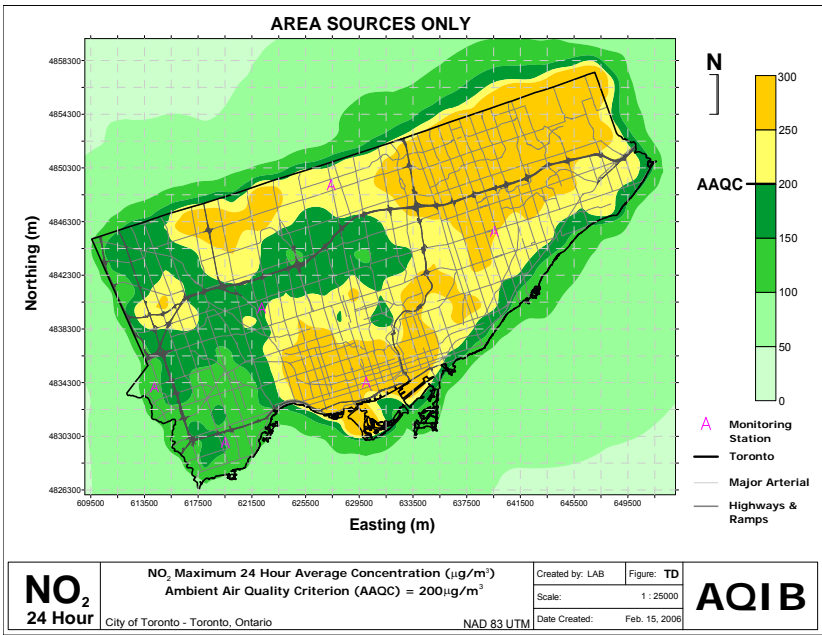 AREA SOURCES ONLY
4858300
4854300
4850300
4846300
4842300
4838300
4834300
4830300
4826300
Northing (m)
609500 613500 617500 621500 625500 629500 633500 637500 641500 645500 649500
Easting (m)
A
A
A
A
A
A
N
300
250
AAQC 200
150
100
50
0
A Monitoring
Station
Toronto
Major Arterial
Highways &
Ramps
NO₂
24 Hour
NO₂ Maximum 24 Hour Average Concentration (µg/m³)
Ambient Air Quality Criterion (AAQC) = 200µg/m³
City of Toronto - Toronto, Ontario NAD 83 UTM
Created by: LAB Figure: TD
Scale: 1 : 25000
Date Created: Feb. 15, 2006
AQIB